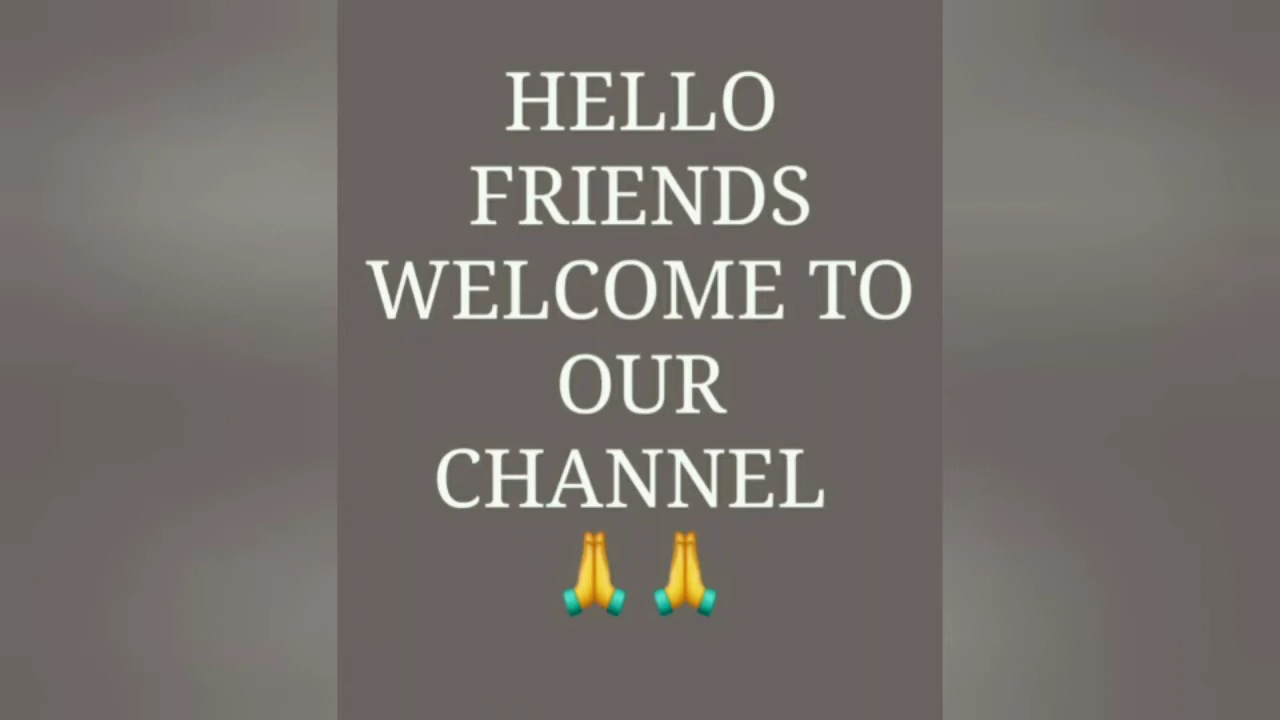 HELLO
FRIENDS
WELCOME TO
OUR
CHANNEL
🙏 🙏